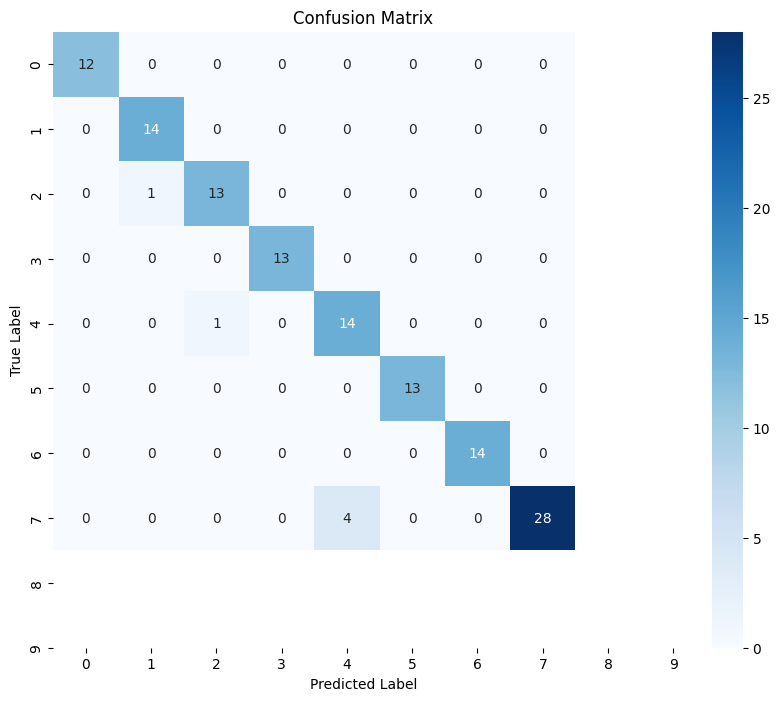 Confusion Matrix
True Label
0 12 0 0 0 0 0 0 0
1 0 14 0 0 0 0 0 0
2 0 1 13 0 0 0 0 0
3 0 0 0 13 0 0 0 0
4 0 0 1 0 14 0 0 0
5 0 0 0 0 0 13 0 0
6 0 0 0 0 0 0 14 0
7 0 0 0 0 4 0 0 28
8
9
0 1 2 3 4 5 6 7 8 9
Predicted Label
25
20
15
10
5
0